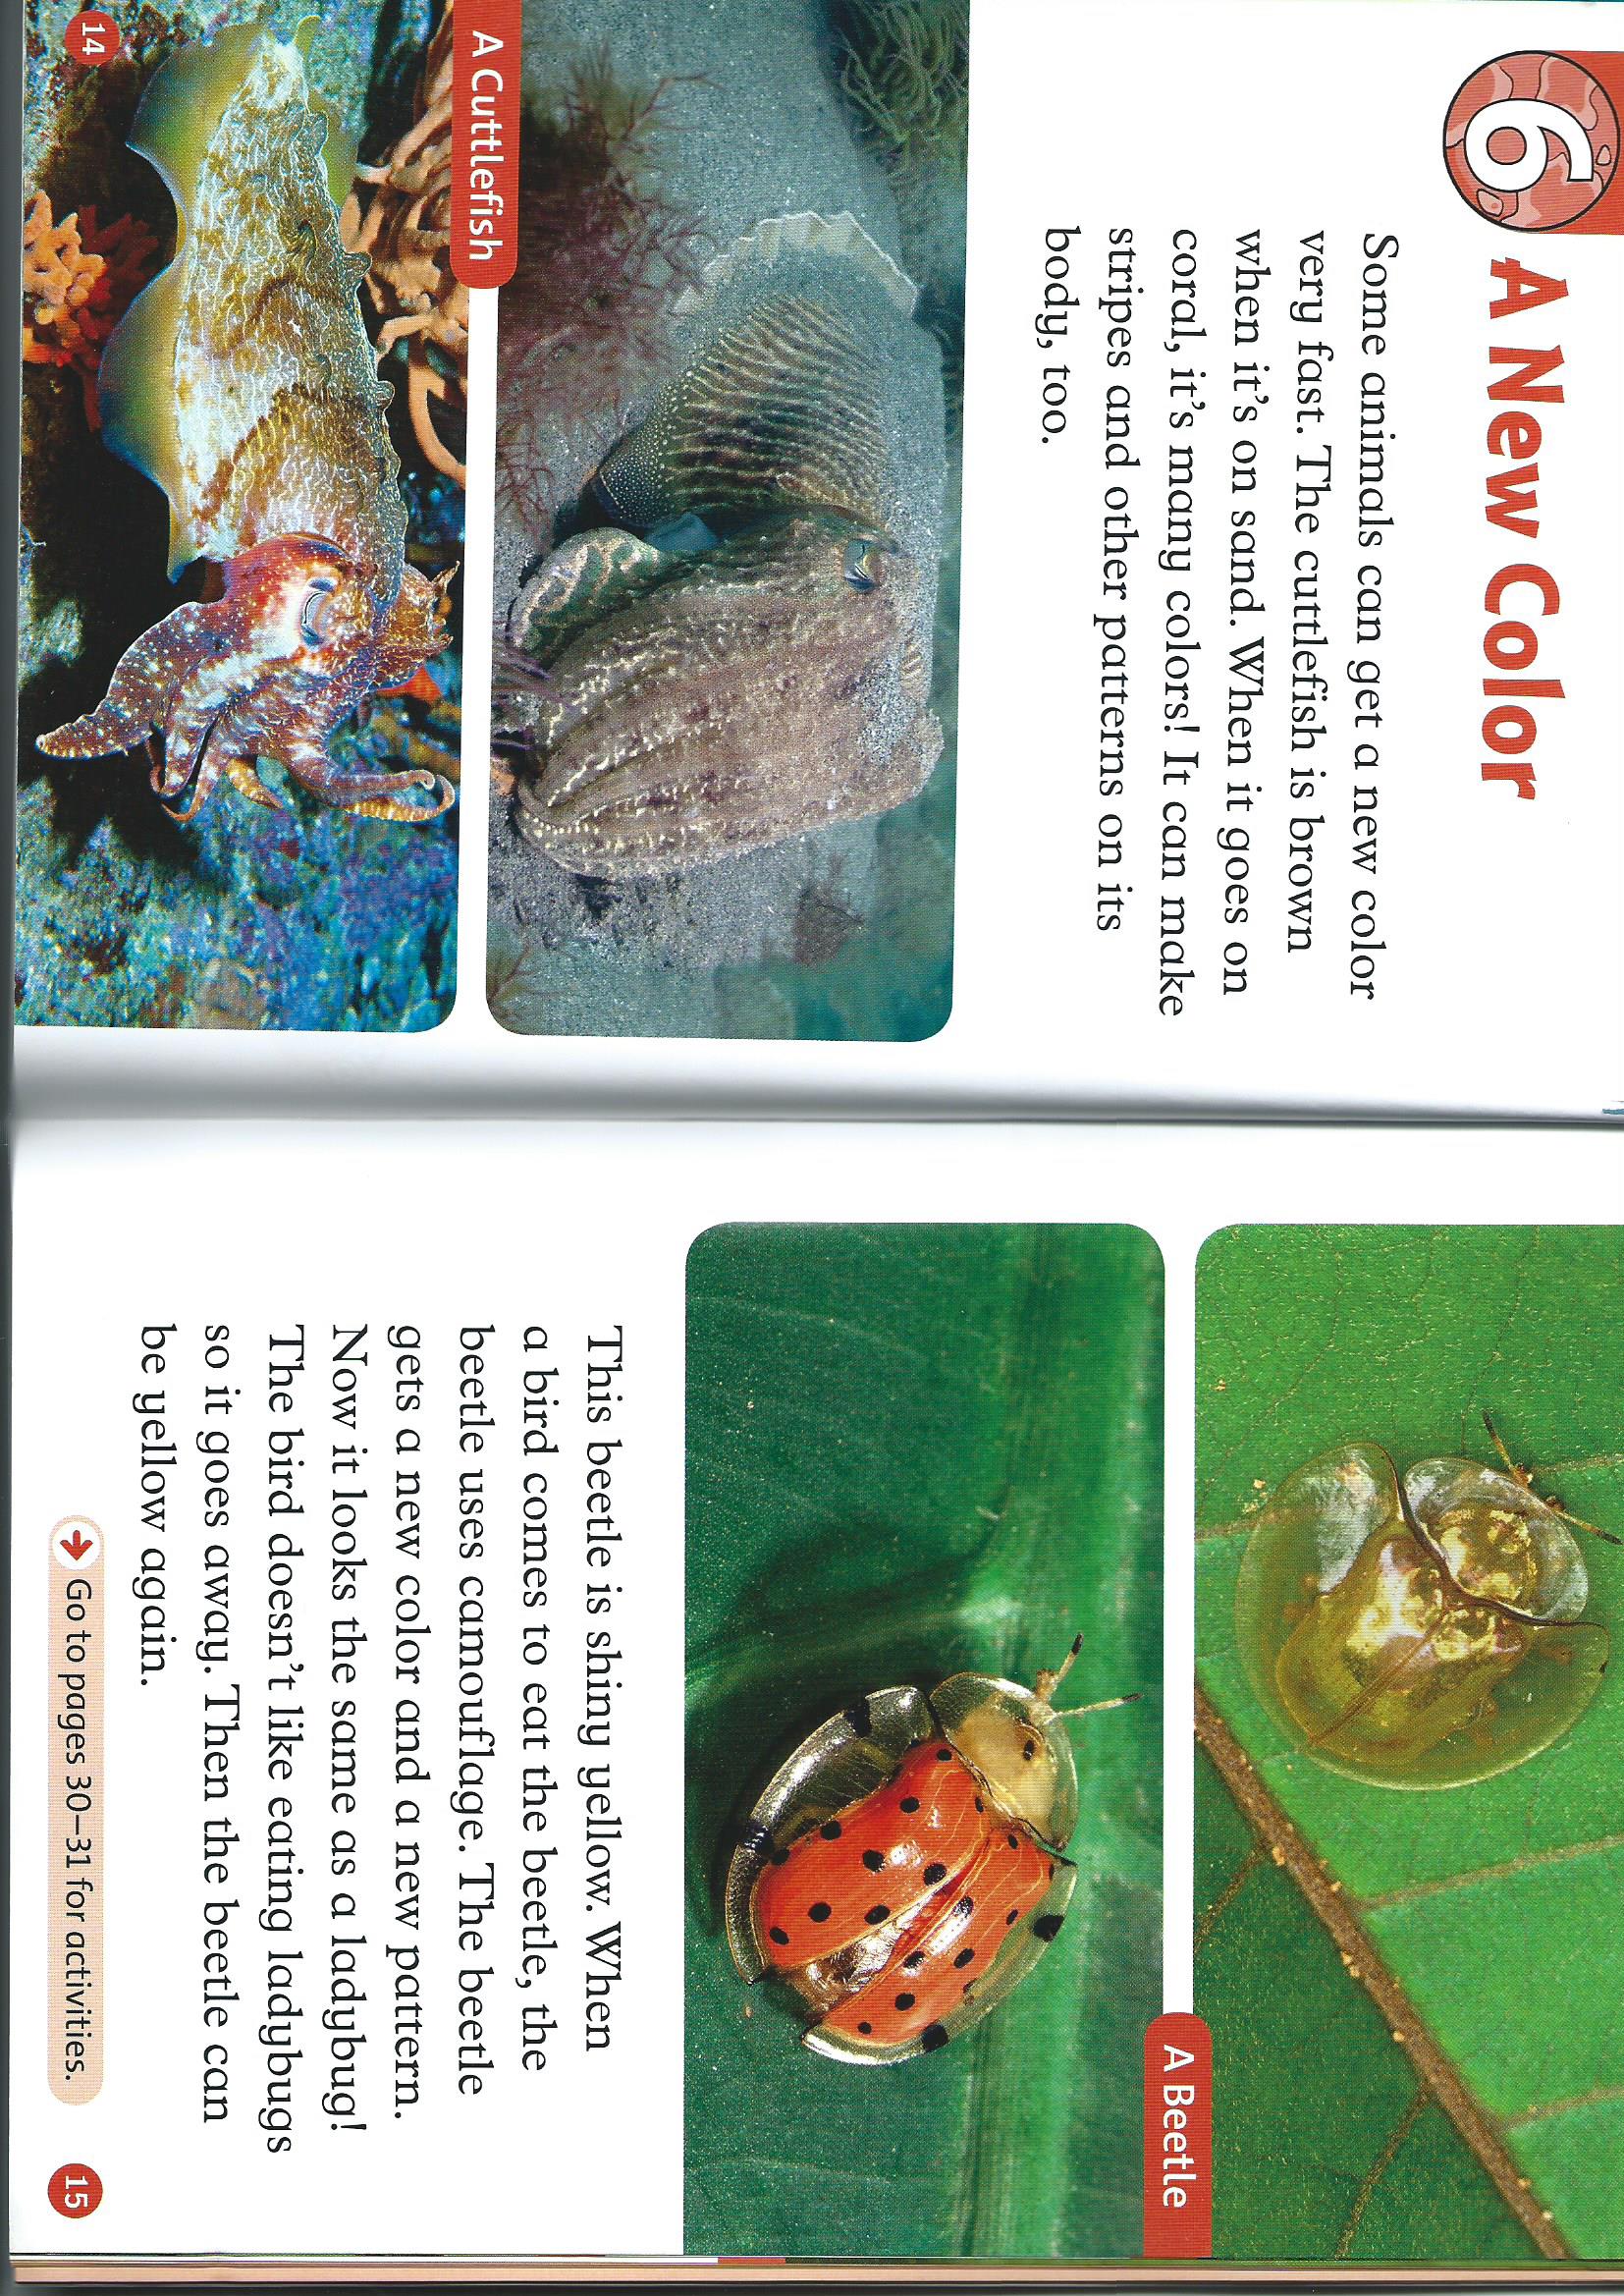 6 A New Color
Some animals can get a new color
very fast. The cuttlefish is brown
when it's on sand. When it goes on
coral, it's many colors! It can make
stripes and other patterns on its
body, too.
A Cuttlefish
14
A Beetle
This beetle is shiny yellow. When
a bird comes to eat the beetle, the
beetle uses camouflage. The beetle
gets a new color and a new pattern.
Now it looks the same as a ladybug!
The bird doesn't like eating ladybugs
so it goes away. Then the beetle can
be yellow again.
Go to pages 30–31 for activities.
15